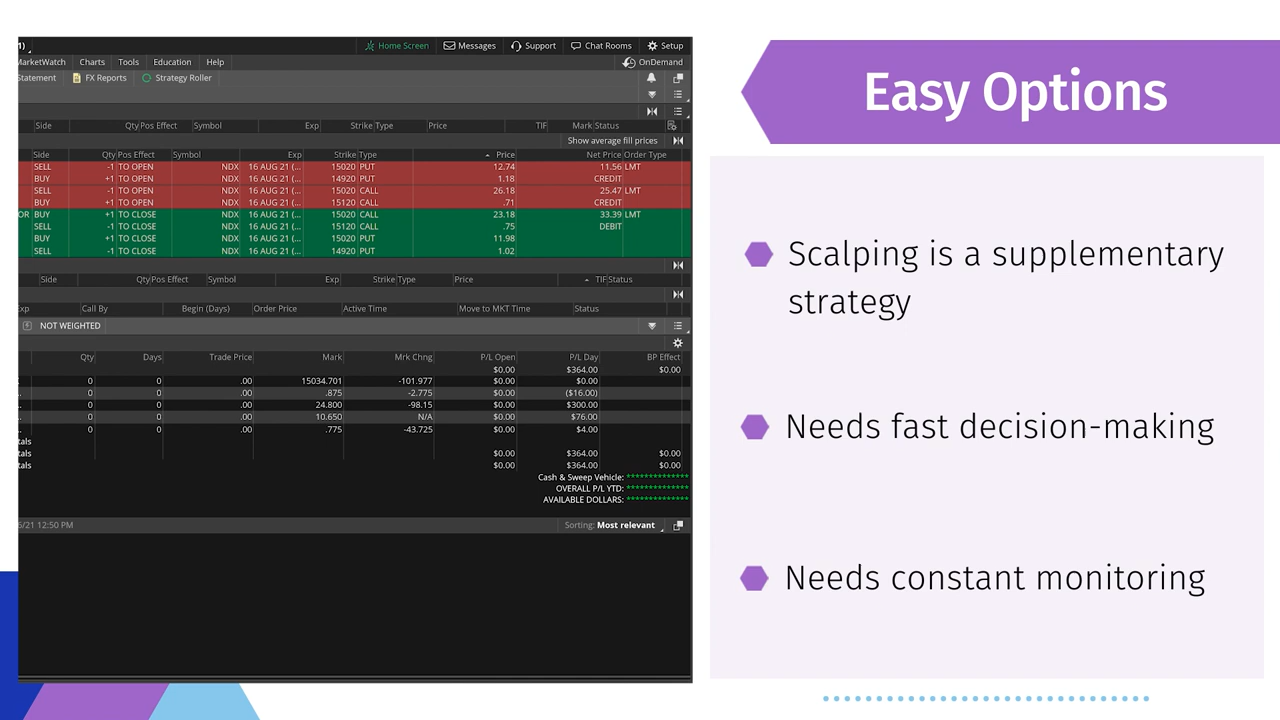 1)
Home Screen Messages Support Chat Rooms Setup
MarketWatch Charts Tools Education Help OnDemand
Statement FX Reports Strategy Roller
Side Qty Pos Effect Symbol Exp Strike Type Price TIF Mark Status
Show average fill prices
Side Qty Pos Effect Symbol Exp Strike Type Price Net Price Order Type
SELL -1 TO OPEN NDX 16 AUG 21 (... 15020 PUT 12.74 11.56 LMT
BUY +1 TO OPEN NDX 16 AUG 21 (... 14920 PUT 1.18 CREDIT
SELL -1 TO OPEN NDX 16 AUG 21 (... 15020 CALL 26.18 25.47 LMT
BUY +1 TO OPEN NDX 16 AUG 21 (... 15120 CALL .71 CREDIT
OR BUY +1 TO CLOSE NDX 16 AUG 21 (... 15020 CALL 23.18 33.39 LMT
SELL -1 TO CLOSE NDX 16 AUG 21 (... 15120 CALL .75 DEBIT
BUY +1 TO CLOSE NDX 16 AUG 21 (... 15020 PUT 11.98
SELL -1 TO CLOSE NDX 16 AUG 21 (... 14920 PUT 1.02
Side Qty Pos Effect Symbol Exp Strike Type Price TIF Status
Exp Call By Begin (Days) Order Price Active Time Move to MKT Time Status
NOT WEIGHTED
Qty Days Trade Price Mark Mrk Chng P/L Open P/L Day BP Effect
$0.00 $364.00 $0.00
0 0 .00 15034.701 -101.977 $0.00 $0.00
0 0 .00 .875 -2.775 $0.00 ($16.00)
0 0 .00 24.800 -98.15 $0.00 $300.00
0 0 .00 10.650 N/A $0.00 $76.00
0 0 .00 .775 -43.725 $0.00 $4.00
tals
tals $0.00 $364.00 $0.00
tals $0.00 $364.00 $0.00
Cash & Sweep Vehicle: *************
OVERALL P/L YTD: *************
AVAILABLE DOLLARS: *************
6/21 12:50 PM Sorting: Most relevant
Easy Options
Scalping is a supplementary
strategy
Needs fast decision-making
Needs constant monitoring